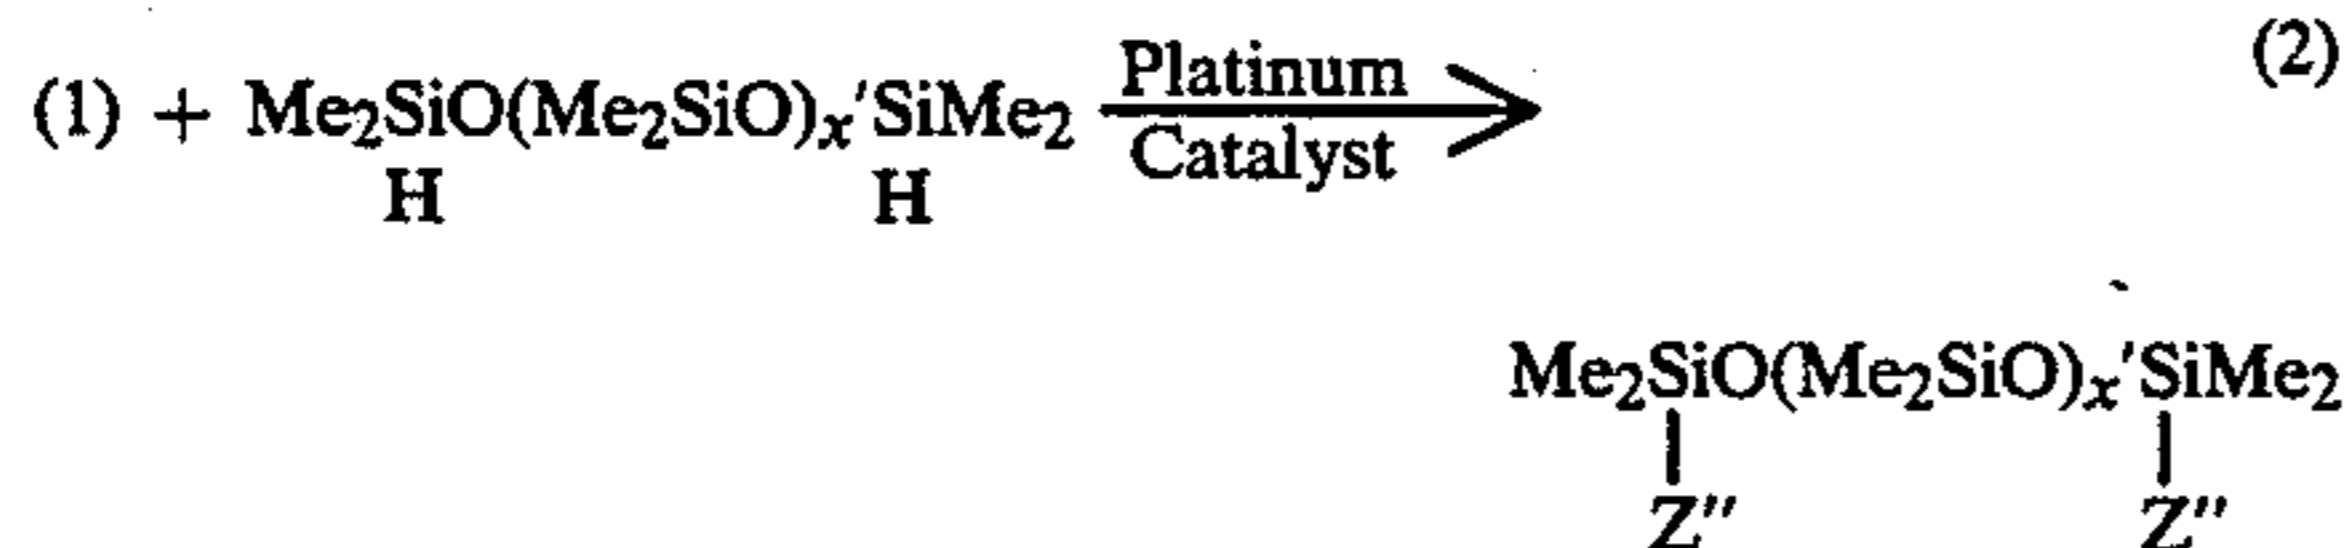 (2)
(1) + Me₂SiO(Me₂SiO)ₓ′SiMe₂ Platinum
Catalyst
H H
Me₂SiO(Me₂SiO)ₓ′SiMe₂
Z″ Z″